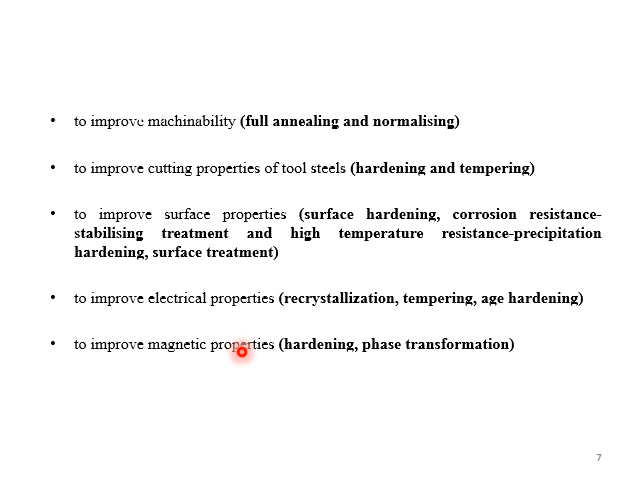 • to improve machinability (full annealing and normalising)
• to improve cutting properties of tool steels (hardening and tempering)
• to improve surface properties (surface hardening, corrosion resistance-
stabilising treatment and high temperature resistance-precipitation
hardening, surface treatment)
• to improve electrical properties (recrystallization, tempering, age hardening)
• to improve magnetic properties (hardening, phase transformation)
7